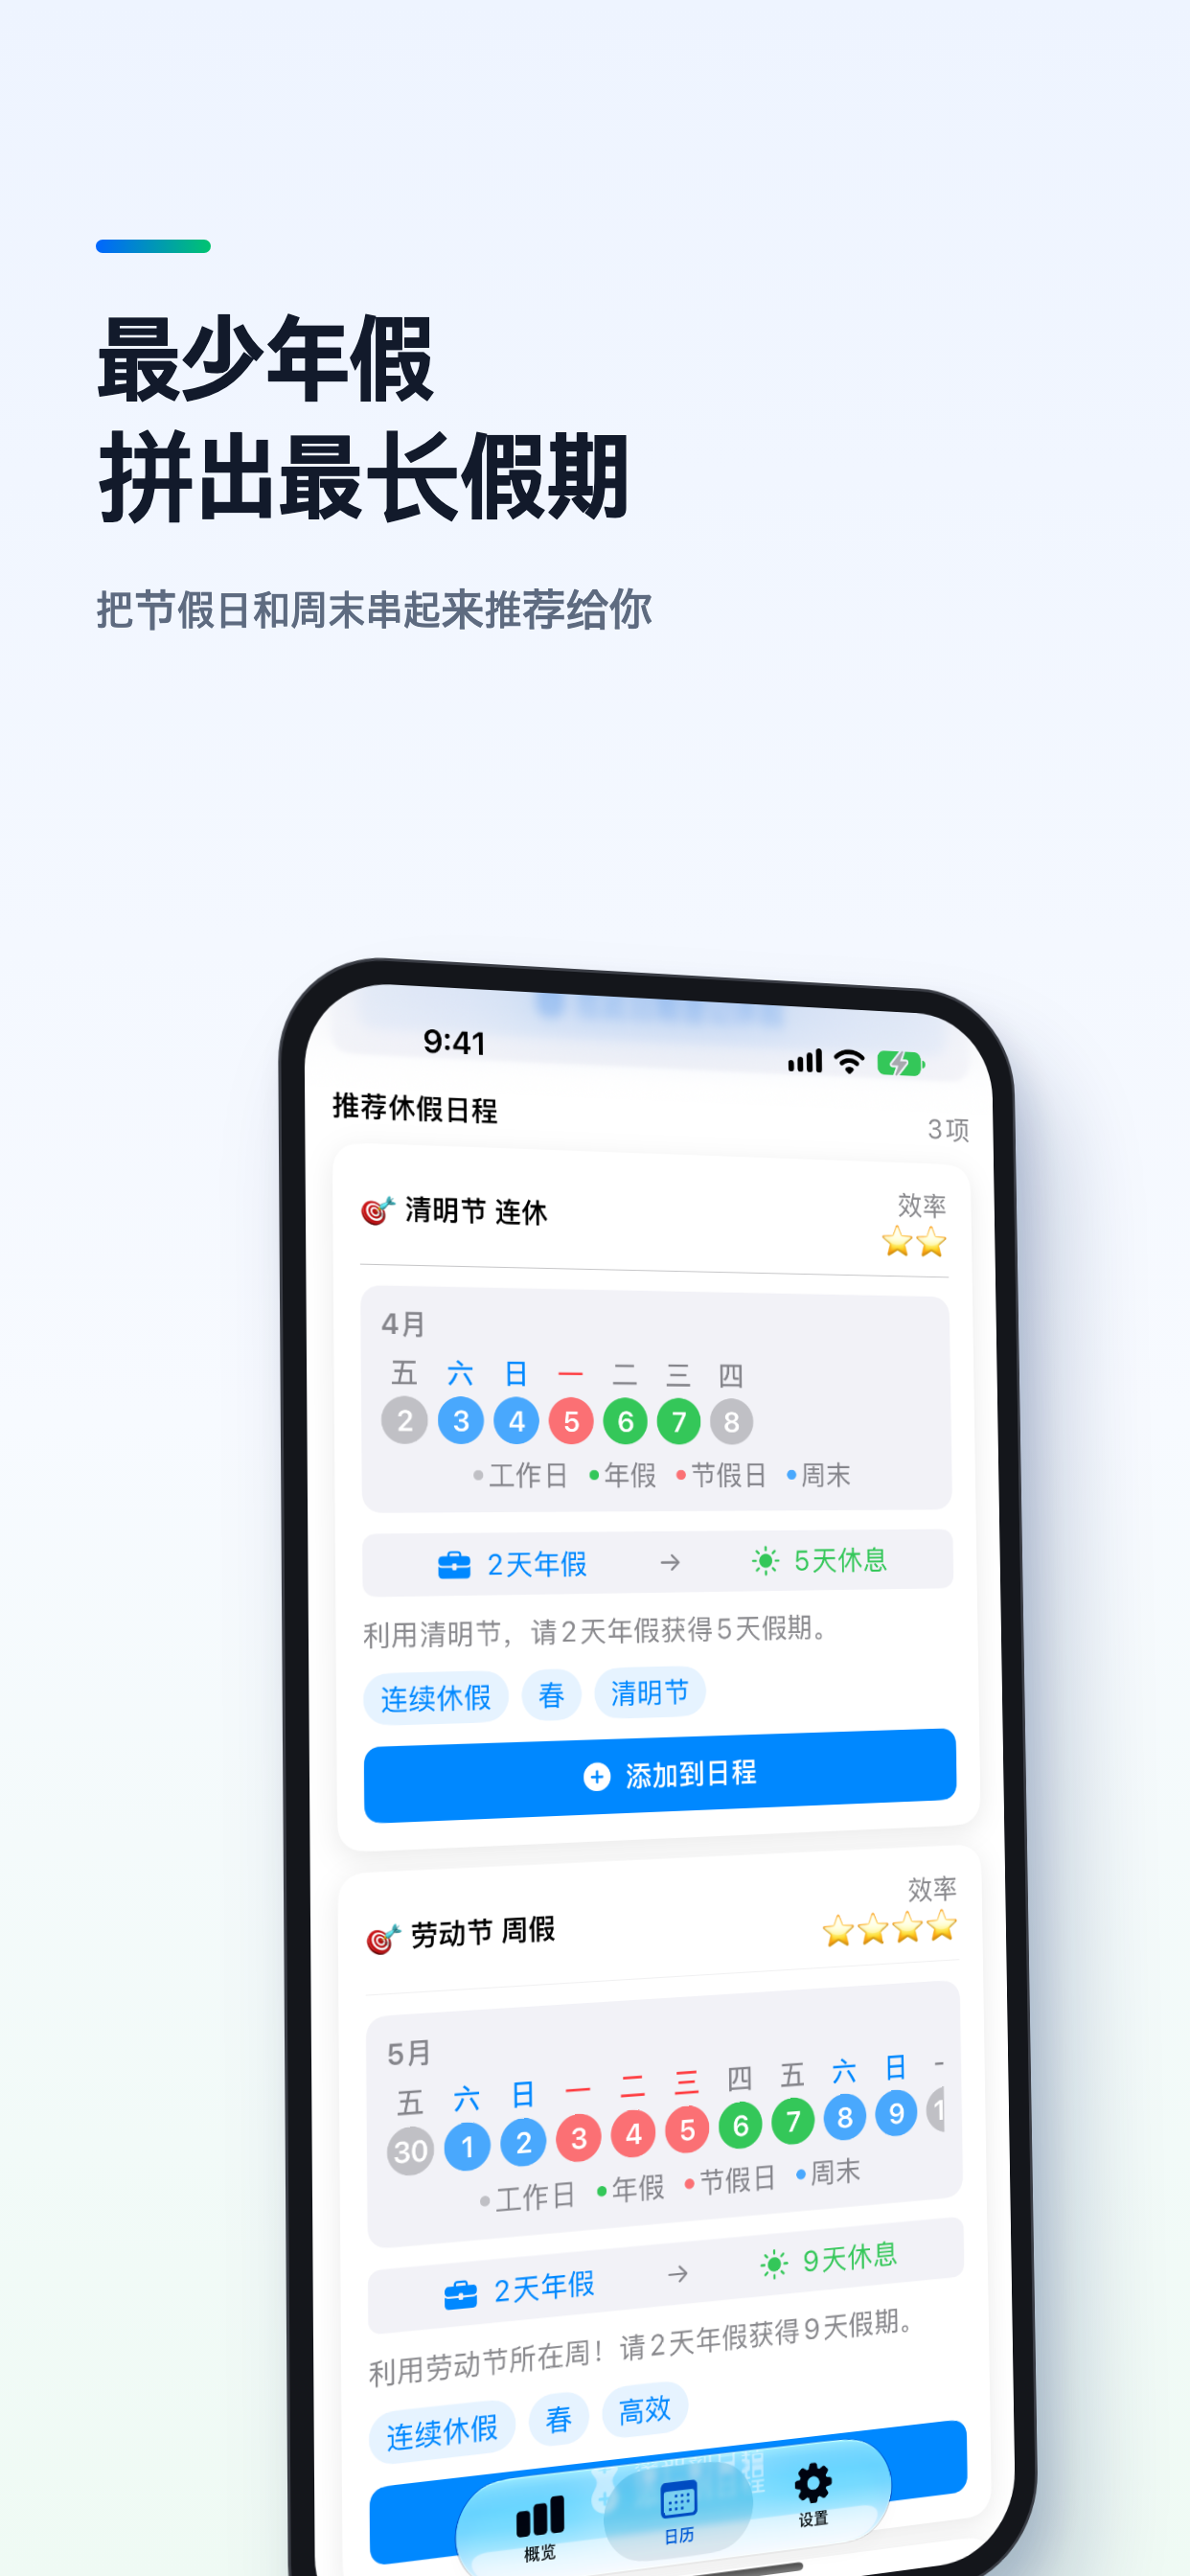 最少年假
拼出最长假期
把节假日和周末串起来推荐给你
9:41
推荐休假日程
3项
清明节 连休
效率
4月
五 六 日 一 二 三 四
2 3 4 5 6 7 8
工作日 年假 节假日 周末
2天年假 → 5天休息
利用清明节，请2天年假获得5天假期。
连续休假 春 清明节
添加到日程
劳动节 周假
效率
5月
五 六 日 一 二 三 四 五 六 日
30 1 2 3 4 5 6 7 8 9
工作日 年假 节假日 周末
2天年假 → 9天休息
利用劳动节所在周！请2天年假获得9天假期。
连续休假 春 高效
概览 日历 设置